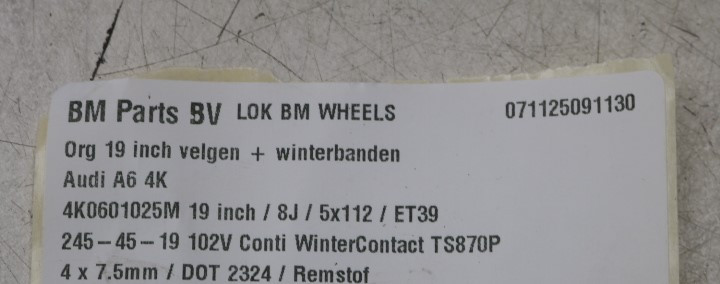 BM Parts BV LOK BM WHEELS 071125091130
Org 19 inch velgen + winterbanden
Audi A6 4K
4K0601025M 19 inch / 8J / 5x112 / ET39
245-45-19 102V Conti WinterContact TS870P
4 x 7.5mm / DOT 2324 / Remstof